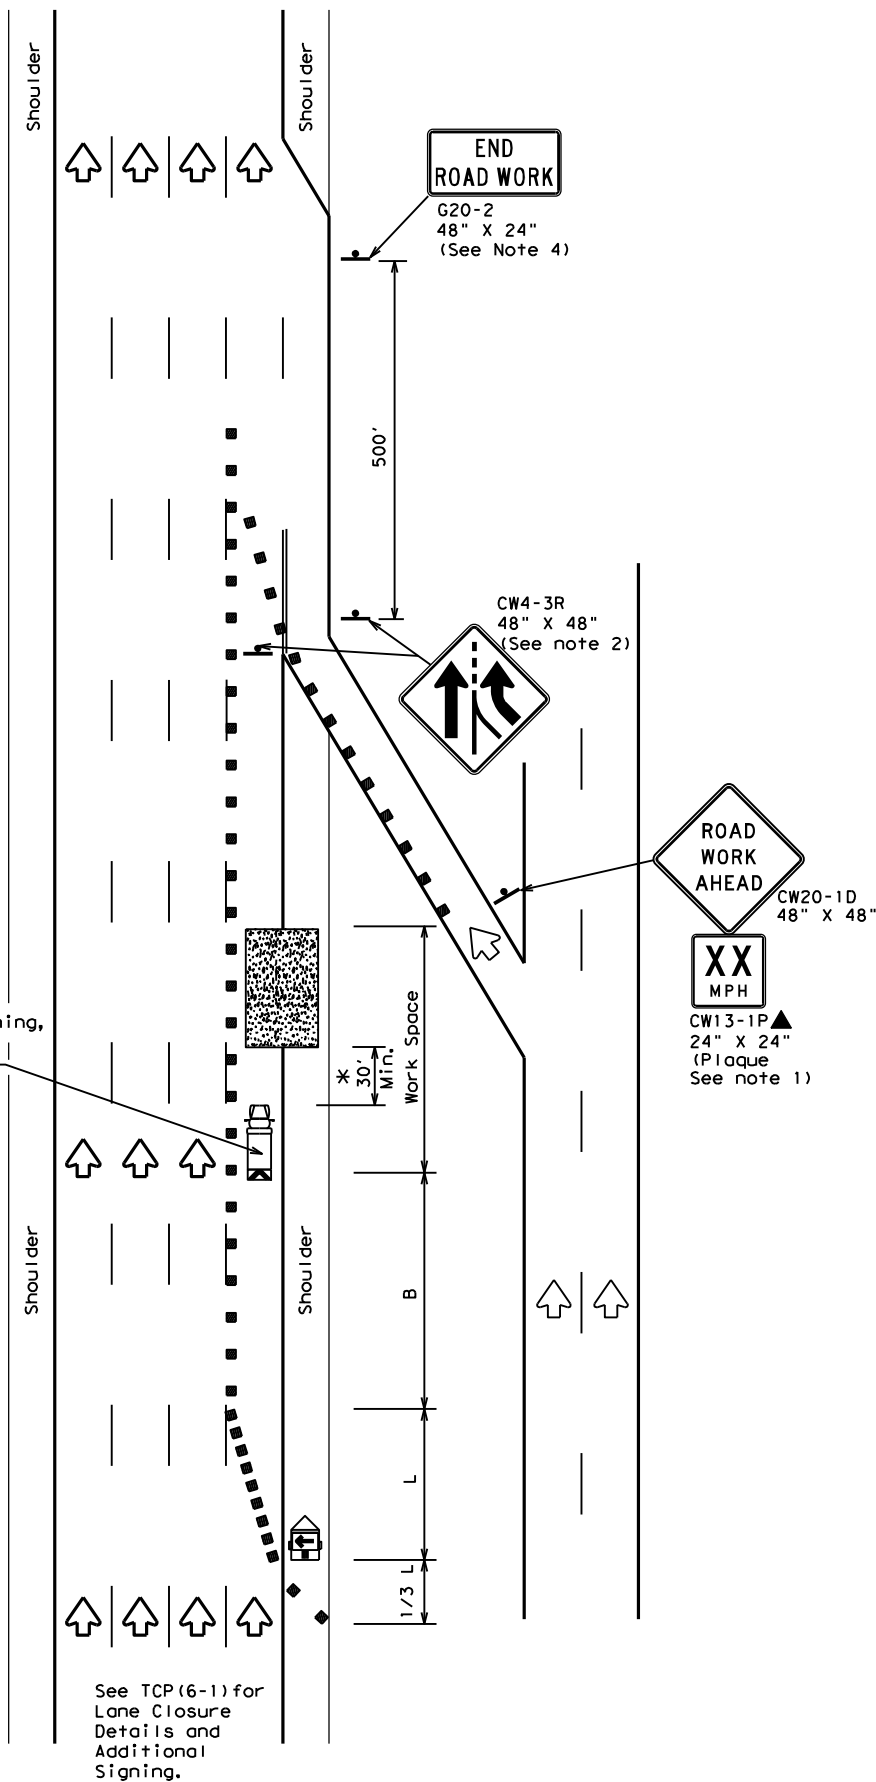 Shoulder
Shoulder
END
ROAD WORK
G20-2
48" X 24"
(See Note 4)
500'
CW4-3R
48" X 48"
(See note 2)
ROAD
WORK
AHEAD
CW20-1D
48" X 48"
XX
MPH
CW13-1P
24" X 24"
(Plaque
See note 1)
ing,
*
30'
Min.
Work Space
Shoulder
Shoulder
B
L
1/3 L
See TCP(6-1)for
Lane Closure
Details and
Additional
Signing.